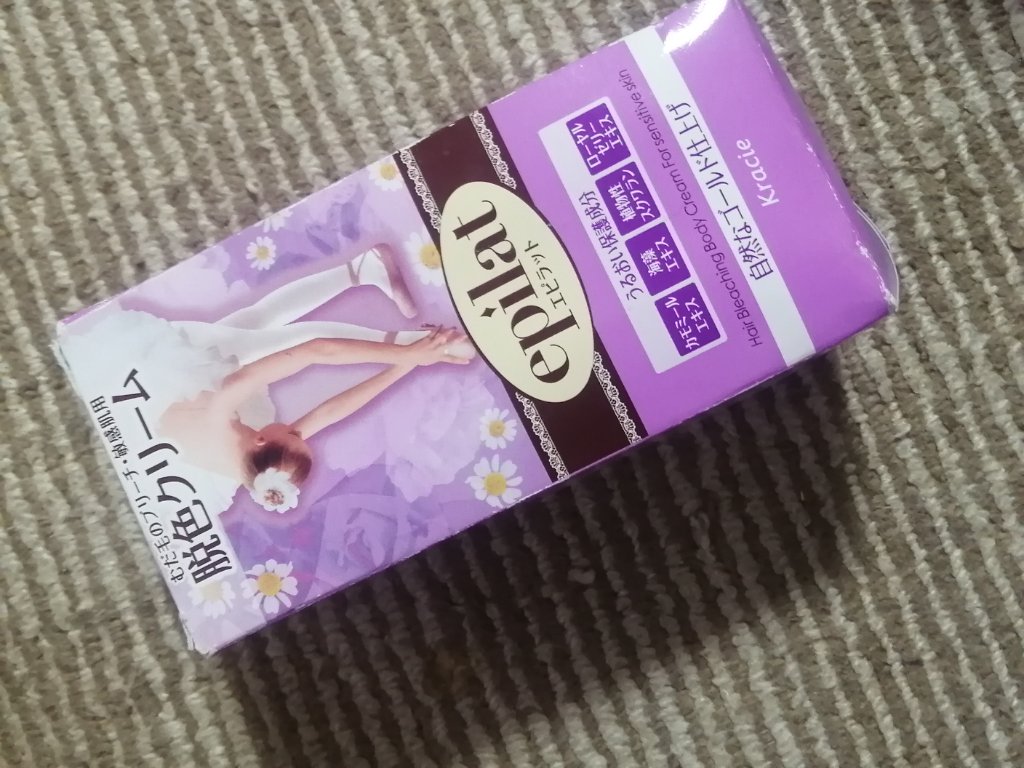 むだ毛のブリーチ・敏感肌用
脱色クリーム
epilat
エピラット
うるおい保護成分
カモミール
エキス
海藻
エキス
植物性
スクワラン
ローヤル
ゼリー
エキス
Hair Bleaching Body Cream For sensitive skin
自然なゴールド仕上げ
Kracie